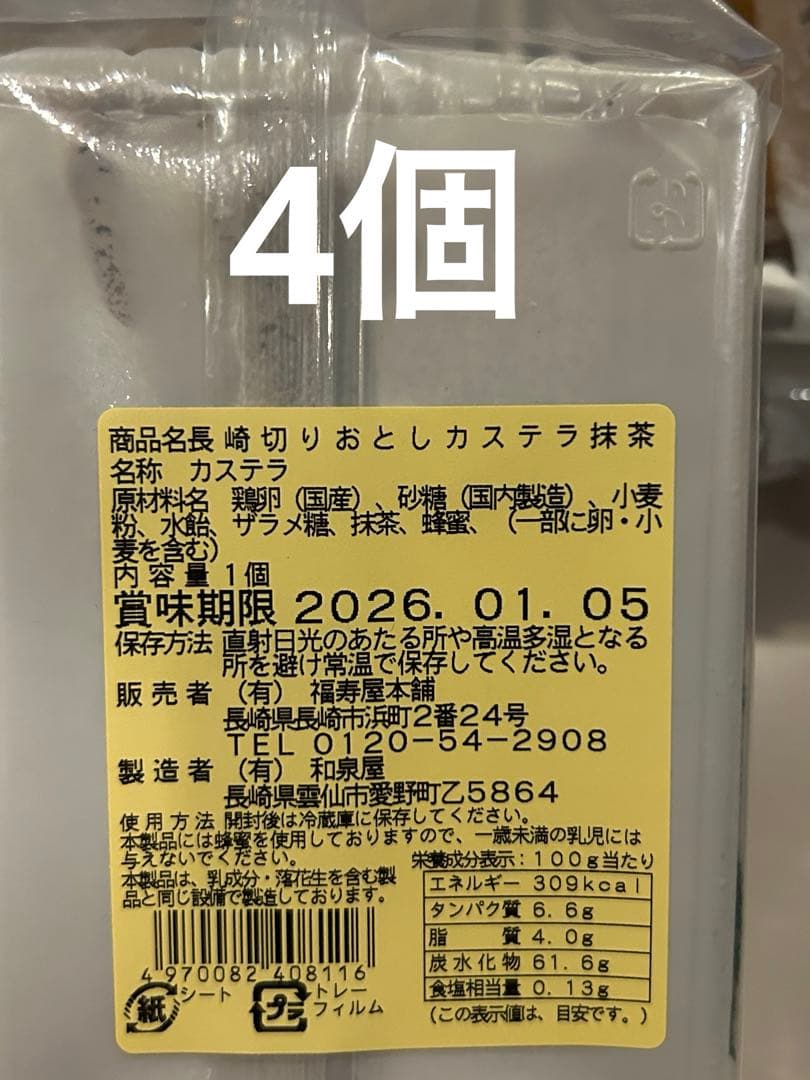 4個
プラ
商品名長崎切りおとしカステラ抹茶
名称 カステラ
原材料名 鶏卵（国産）、砂糖（国内製造）、小麦
粉、水飴、ザラメ糖、抹茶、蜂蜜、（一部に卵・小
麦を含む）
内容量 1個
賞味期限 2026. 01. 05
保存方法 直射日光のあたる所や高温多湿となる
所を避け常温で保存してください。
販売者 （有） 福寿屋本舗
長崎県長崎市浜町2番24号
TEL 0120-54-2908
製造者 （有） 和泉屋
長崎県雲仙市愛野町乙5864
使用方法 開封後は冷蔵庫に保存してください。
本製品には蜂蜜を使用しておりますので、一歳未満の乳児には
与えないでください。
本製品は、乳成分・落花生を含む製
品と同じ設備で製造しております。
4 970082 408116
紙 シート
プラ トレー
フィルム
栄養成分表示：100g当たり
エネルギー 309kcal
タンパク質 6.6g
脂質 4.0g
炭水化物 61.6g
食塩相当量 0.13g
（この表示値は、目安です。）